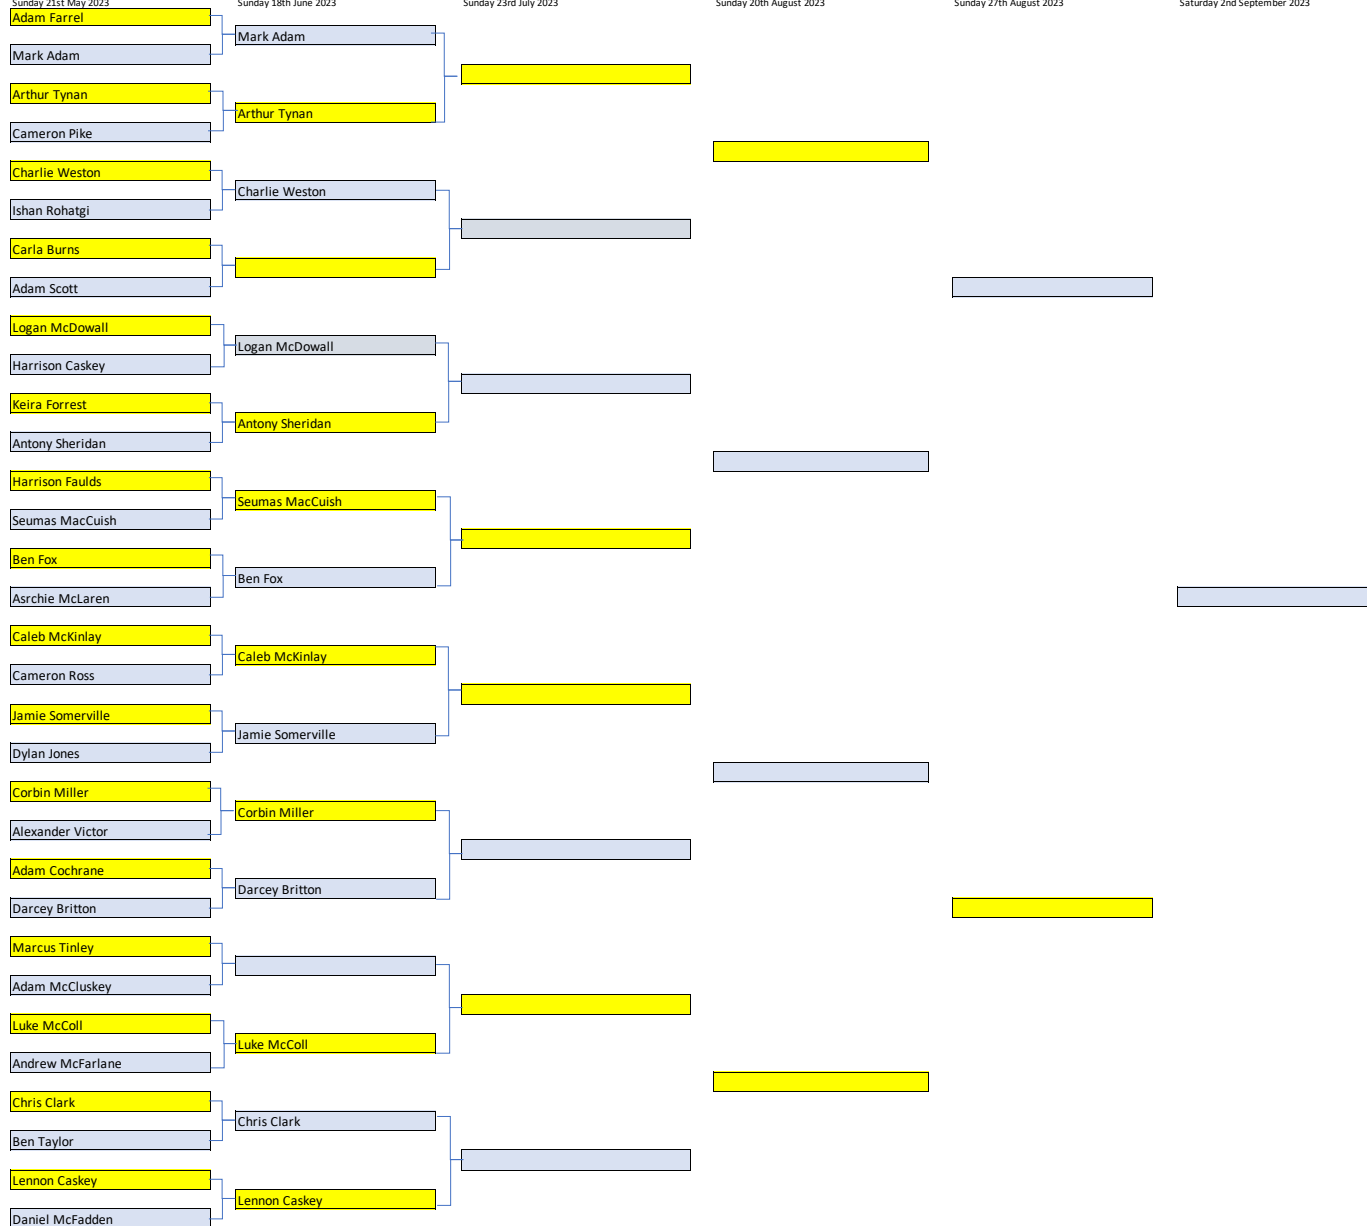 Sunday 21st May 2023
Sunday 18th June 2023
Sunday 23rd July 2023
Sunday 20th August 2023
Sunday 27th August 2023
Saturday 2nd September 2023
Adam Farrel
Mark Adam
Arthur Tynan
Cameron Pike
Charlie Weston
Ishan Rohatgi
Carla Burns
Adam Scott
Logan McDowall
Harrison Caskey
Keira Forrest
Antony Sheridan
Harrison Faulds
Seumas MacCuish
Ben Fox
Asrchie McLaren
Caleb McKinlay
Cameron Ross
Jamie Somerville
Dylan Jones
Corbin Miller
Alexander Victor
Adam Cochrane
Darcey Britton
Marcus Tinley
Adam McCluskey
Luke McColl
Andrew McFarlane
Chris Clark
Ben Taylor
Lennon Caskey
Daniel McFadden
Mark Adam
Arthur Tynan
Charlie Weston
Logan McDowall
Antony Sheridan
Seumas MacCuish
Ben Fox
Caleb McKinlay
Jamie Somerville
Corbin Miller
Darcey Britton
Luke McColl
Chris Clark
Lennon Caskey